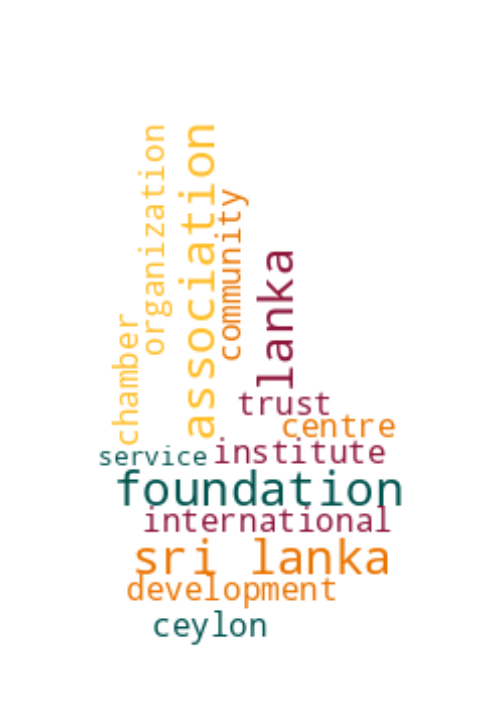 organization
association
community
lanka
chamber
trust
centre
service
institute
foundation
international
sri lanka
development
ceylon